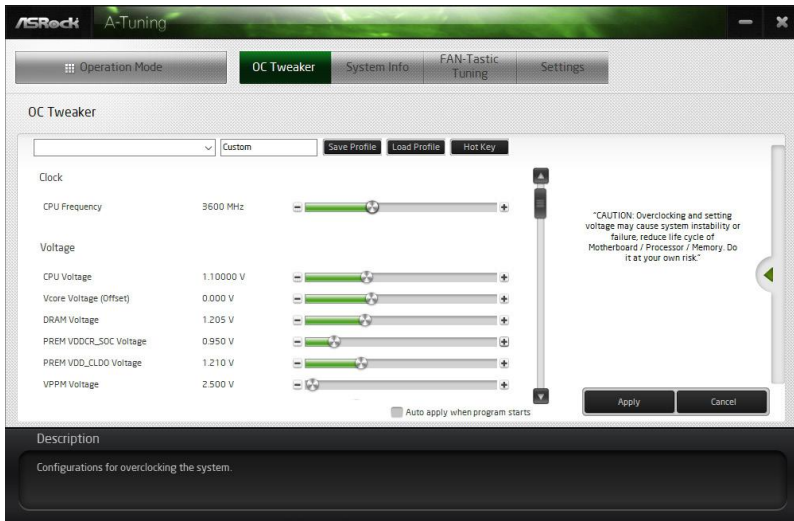 ASRock A-Tuning
Operation Mode
OC Tweaker
System Info
FAN-Tastic
Tuning
Settings
OC Tweaker
Custom
Save Profile
Load Profile
Hot Key
Clock
CPU Frequency 3600 MHz
Voltage
CPU Voltage 1.10000 V
Vcore Voltage (Offset) 0.000 V
DRAM Voltage 1.205 V
PREM VDDCR_SOC Voltage 0.950 V
PREM VDD_CLDO Voltage 1.210 V
VPPM Voltage 2.500 V
Auto apply when program starts
"CAUTION: Overclocking and setting
voltage may cause system instability or
failure, reduce life cycle of
Motherboard / Processor / Memory. Do
it at your own risk."
Apply
Cancel
Description
Configurations for overclocking the system.